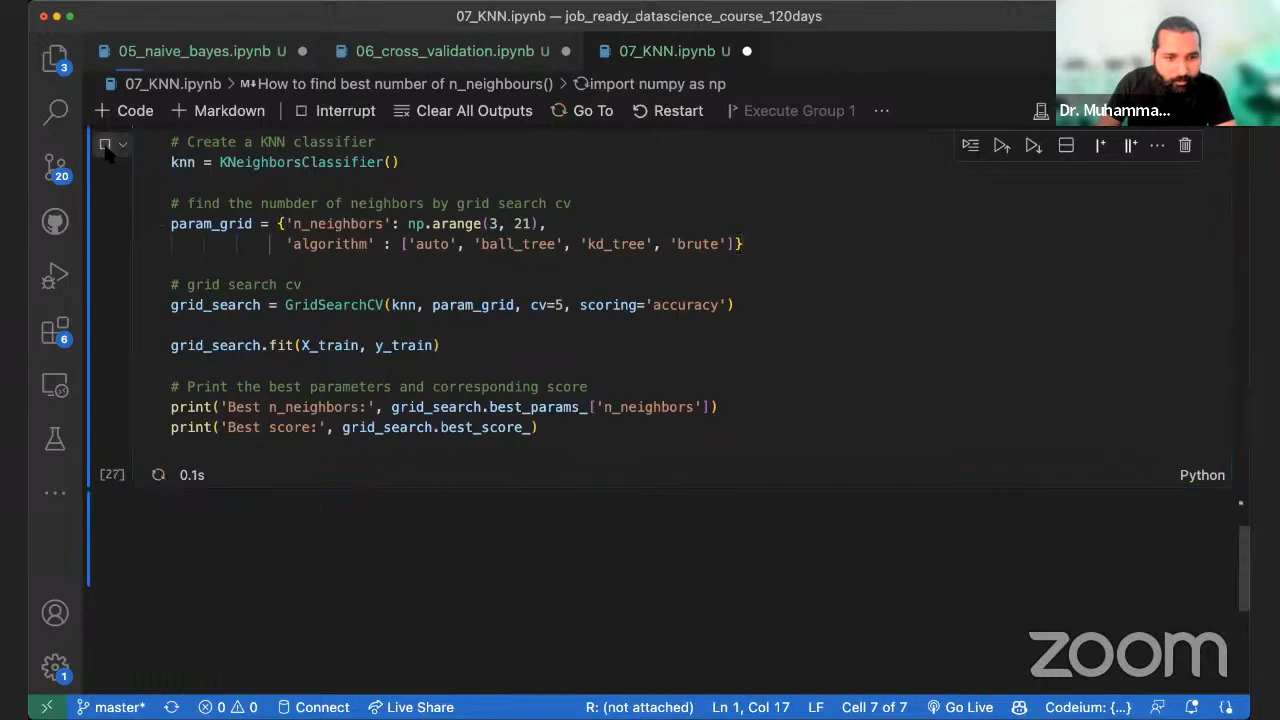 07_KNN.ipynb — job_ready_datascience_course_120days
05_naive_bayes.ipynb U
06_cross_validation.ipynb U
07_KNN.ipynb U
07_KNN.ipynb > M↓How to find best number of n_neighbours() > import numpy as np
+ Code + Markdown Interrupt Clear All Outputs Go To Restart Execute Group 1 ...
Dr. Muhamma...
# Create a KNN classifier
knn = KNeighborsClassifier()
# find the numbder of neighbors by grid search cv
param_grid = {'n_neighbors': np.arange(3, 21),
'algorithm' : ['auto', 'ball_tree', 'kd_tree', 'brute']}
# grid search cv
grid_search = GridSearchCV(knn, param_grid, cv=5, scoring='accuracy')
grid_search.fit(X_train, y_train)
# Print the best parameters and corresponding score
print('Best n_neighbors:', grid_search.best_params_['n_neighbors'])
print('Best score:', grid_search.best_score_)
[27] 0.1s Python
3
20
6
1
zoom
master* 0 0 Connect Live Share R: (not attached) Ln 1, Col 17 LF Cell 7 of 7 Go Live Codeium: {...}